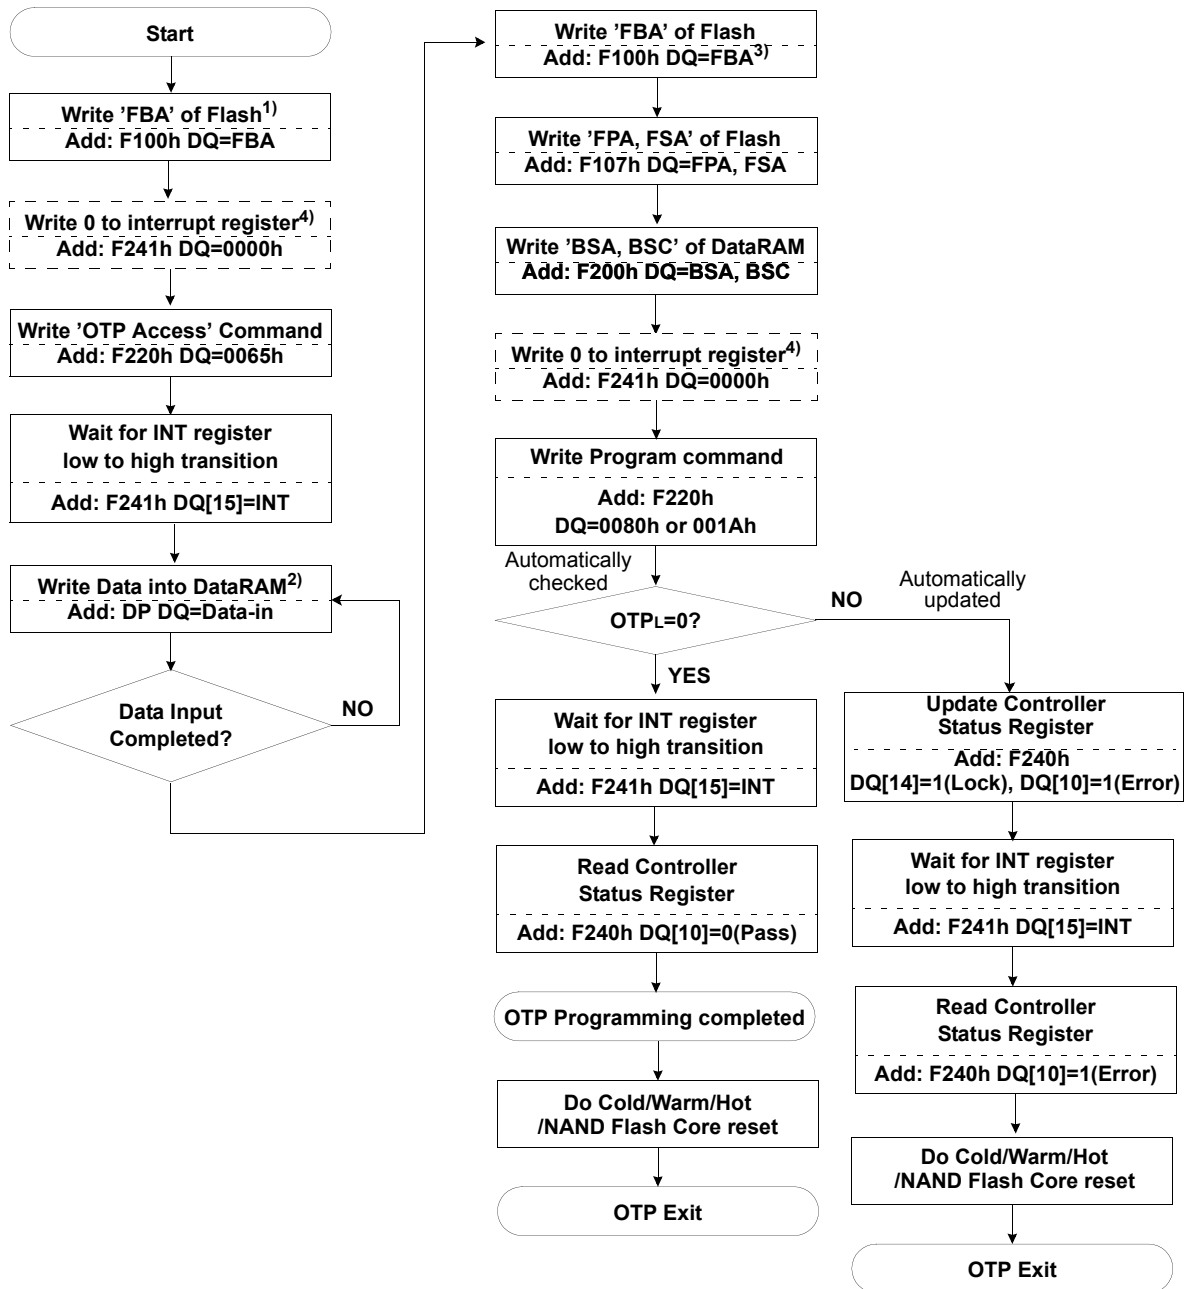 Start
Write ’FBA’ of Flash1)
Add: F100h DQ=FBA
Write 0 to interrupt register4)
Add: F241h DQ=0000h
Write ’OTP Access’ Command
Add: F220h DQ=0065h
Wait for INT register
low to high transition
Add: F241h DQ[15]=INT
Write Data into DataRAM2)
Add: DP DQ=Data-in
Data Input
Completed?
NO
Write ’FBA’ of Flash
Add: F100h DQ=FBA3)
Write ’FPA, FSA’ of Flash
Add: F107h DQ=FPA, FSA
Write ’BSA, BSC’ of DataRAM
Add: F200h DQ=BSA, BSC
Write 0 to interrupt register4)
Add: F241h DQ=0000h
Write Program command
Add: F220h
DQ=0080h or 001Ah
Automatically
checked
OTPL=0?
NO
Automatically
updated
YES
Wait for INT register
low to high transition
Add: F241h DQ[15]=INT
Read Controller
Status Register
Add: F240h DQ[10]=0(Pass)
OTP Programming completed
Do Cold/Warm/Hot
/NAND Flash Core reset
OTP Exit
Update Controller
Status Register
Add: F240h
DQ[14]=1(Lock), DQ[10]=1(Error)
Wait for INT register
low to high transition
Add: F241h DQ[15]=INT
Read Controller
Status Register
Add: F240h DQ[10]=1(Error)
Do Cold/Warm/Hot
/NAND Flash Core reset
OTP Exit